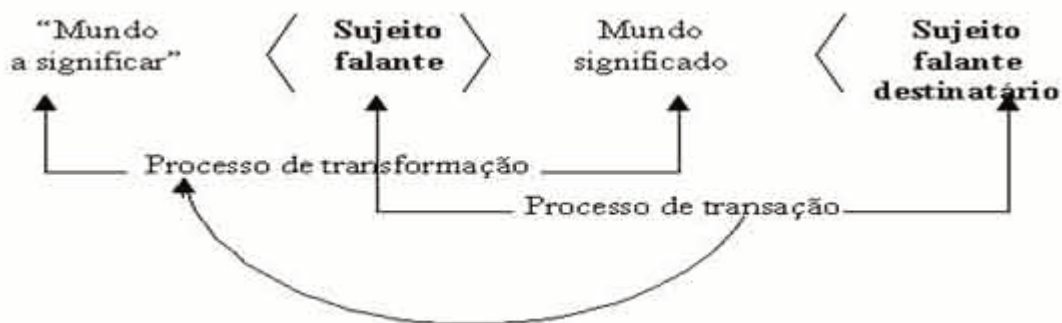 “Mundo
a significar”
Sujeito
falante
Mundo
significado
Sujeito
falante
destinatário
Processo de transformação
Processo de transação